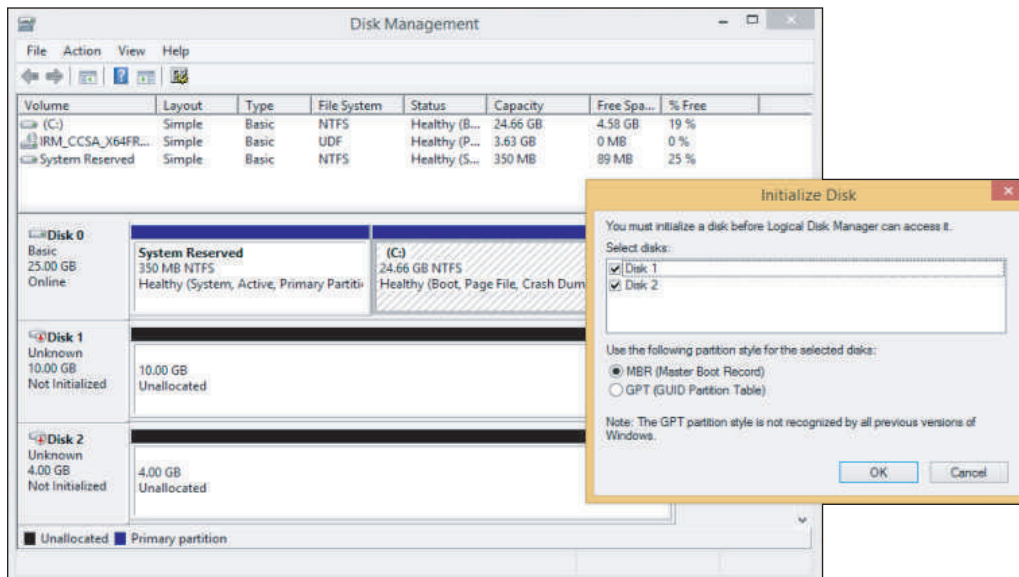 Disk Management
File Action View Help
Volume Layout Type File System Status Capacity Free Spa... % Free
(C:) Simple Basic NTFS Healthy (B... 24.66 GB 4.58 GB 19 %
IRM_CCSA_X64FR... Simple Basic UDF Healthy (P... 3.63 GB 0 MB 0 %
System Reserved Simple Basic NTFS Healthy (S... 350 MB 89 MB 25 %
Disk 0
Basic
25.00 GB
Online
System Reserved
350 MB NTFS
Healthy (System, Active, Primary Partiti
(C:)
24.66 GB NTFS
Healthy (Boot, Page File, Crash Dum
Disk 1
Unknown
10.00 GB
Not Initialized
10.00 GB
Unallocated
Disk 2
Unknown
4.00 GB
Not Initialized
4.00 GB
Unallocated
Unallocated Primary partition
Initialize Disk
You must initialize a disk before Logical Disk Manager can access it.
Select disks:
Disk 1
Disk 2
Use the following partition style for the selected disks:
MBR (Master Boot Record)
GPT (GUID Partition Table)
Note: The GPT partition style is not recognized by all previous versions of
Windows.
OK Cancel